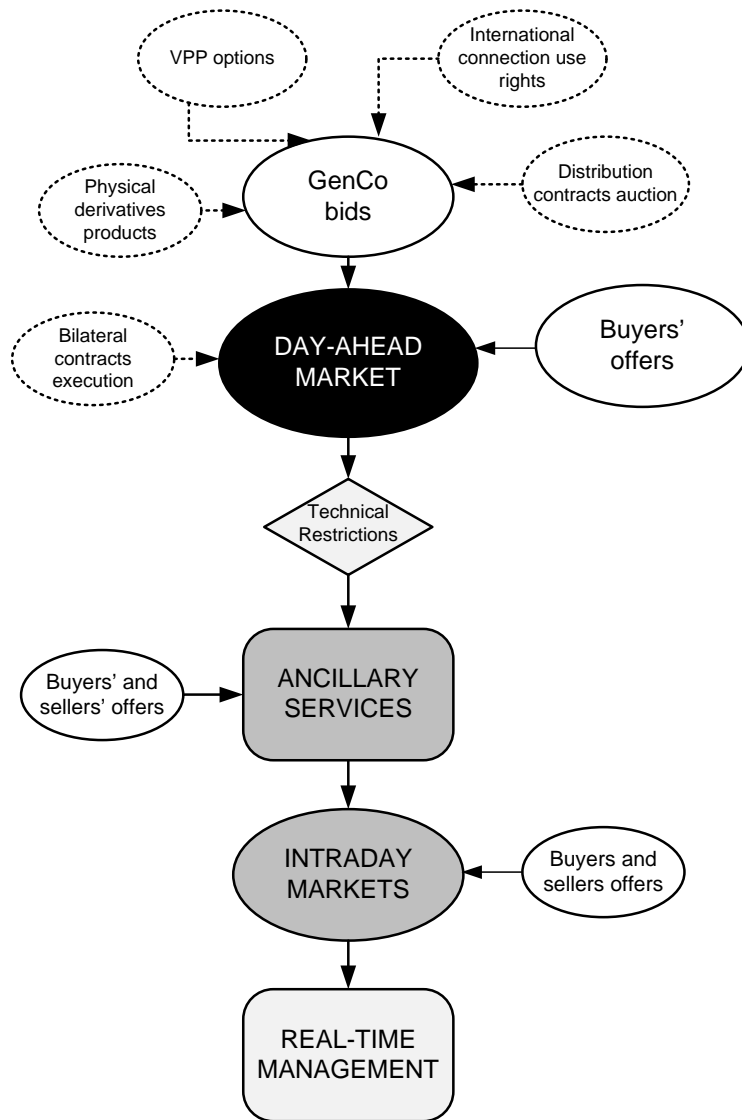 VPP options
International
connection use
rights
GenCo
bids
Distribution
contracts auction
Physical
derivatives
products
Bilateral
contracts
execution
DAY-AHEAD
MARKET
Buyers’
offers
Technical
Restrictions
Buyers’ and
sellers’ offers
ANCILLARY
SERVICES
INTRADAY
MARKETS
Buyers and
sellers offers
REAL-TIME
MANAGEMENT